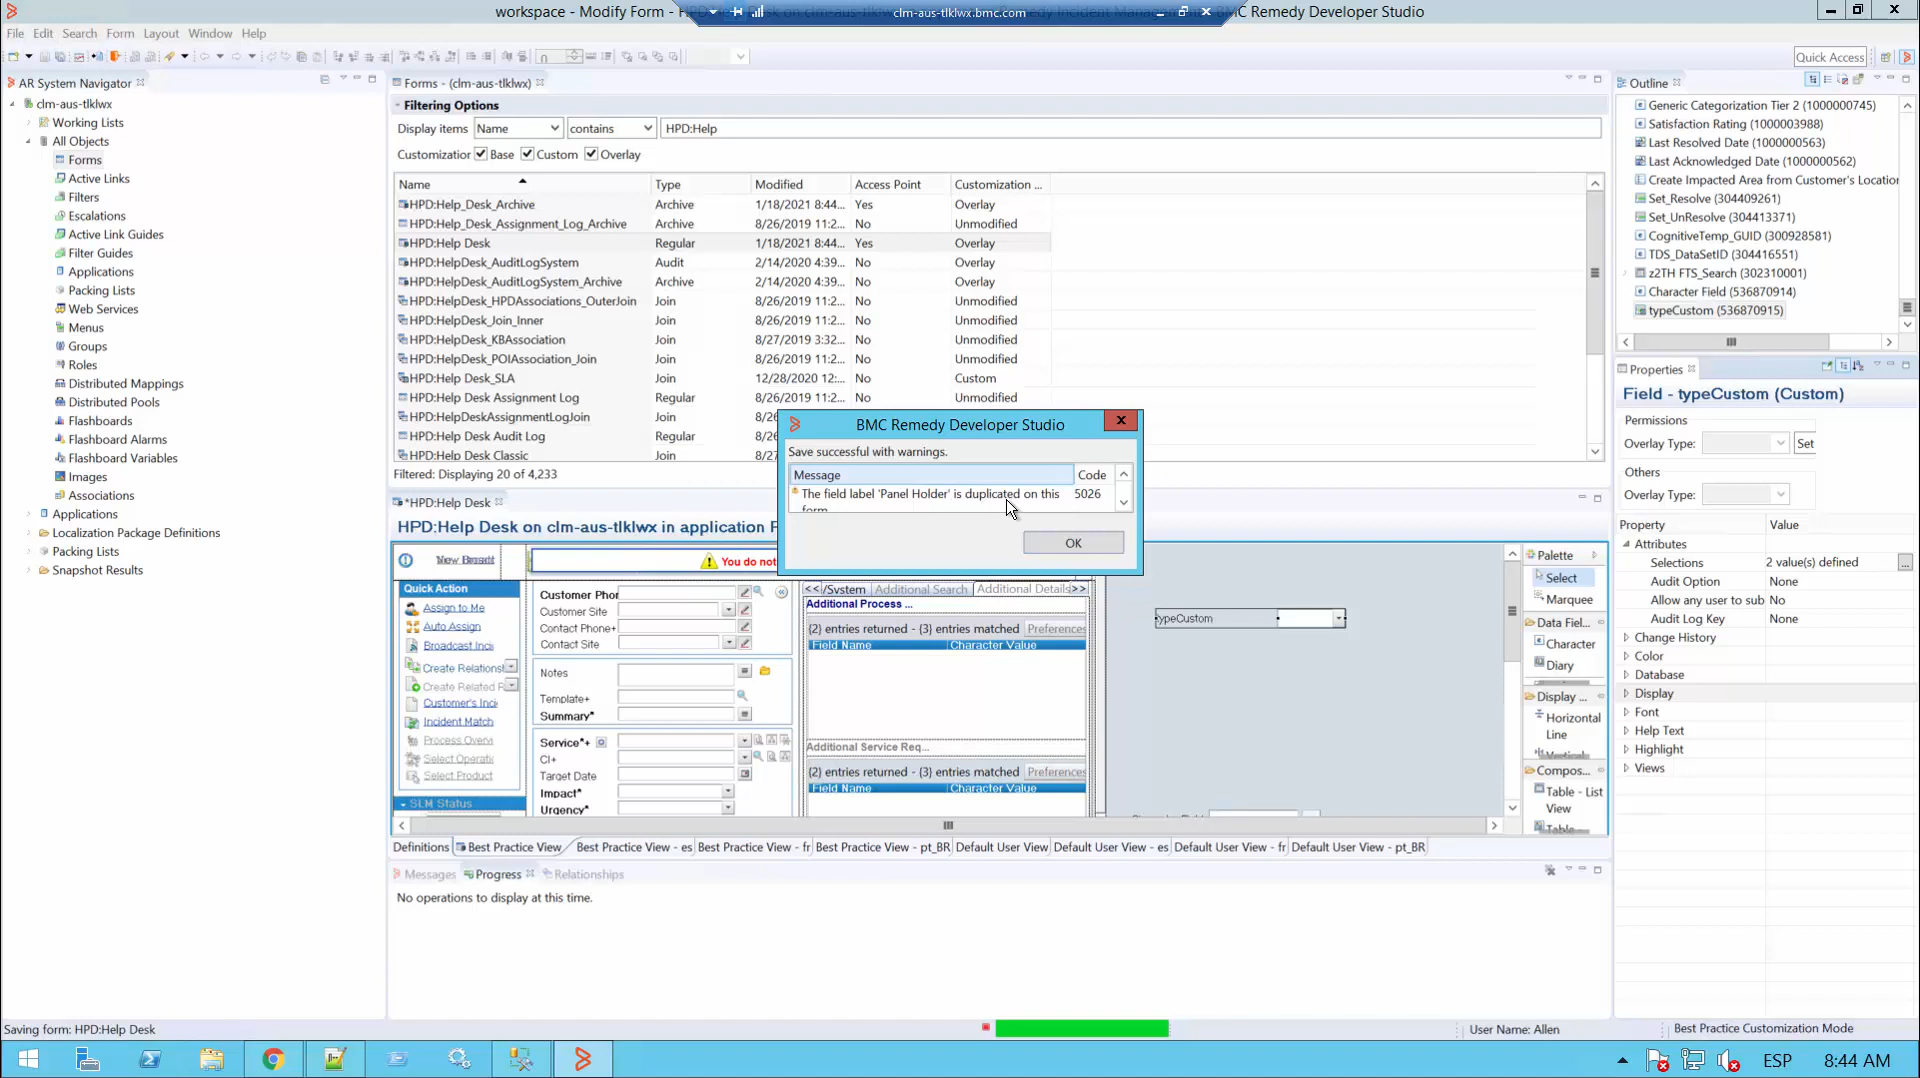 workspace - Modify Form - HPD:Help Desk on clm-aus-tlklwx
clm-aus-tlklwx.bmc.com
Remedy Incident Management - BMC Remedy Developer Studio
File Edit Search Form Layout Window Help
Quick Access
AR System Navigator
clm-aus-tlklwx
Working Lists
All Objects
Forms
Active Links
Filters
Escalations
Active Link Guides
Filter Guides
Applications
Packing Lists
Web Services
Menus
Groups
Roles
Distributed Mappings
Distributed Pools
Flashboards
Flashboard Alarms
Flashboard Variables
Images
Associations
Applications
Localization Package Definitions
Packing Lists
Snapshot Results
Forms - (clm-aus-tlklwx)
Filtering Options
Display items Name contains HPD:Help
Customizatior Base Custom Overlay
Name Type Modified Access Point Customization ...
HPD:Help_Desk_Archive Archive 1/18/2021 8:44... Yes Overlay
HPD:Help_Desk_Assignment_Log_Archive Archive 8/26/2019 11:2... No Unmodified
HPD:Help Desk Regular 1/18/2021 8:44... Yes Overlay
HPD:HelpDesk_AuditLogSystem Audit 2/14/2020 4:39... No Overlay
HPD:HelpDesk_AuditLogSystem_Archive Archive 2/14/2020 4:39... No Overlay
HPD:HelpDesk_HPDAssociations_OuterJoin Join 8/26/2019 11:2... No Unmodified
HPD:HelpDesk_Join_Inner Join 8/26/2019 11:2... No Unmodified
HPD:HelpDesk_KBAssociation Join 8/27/2019 3:32... No Unmodified
HPD:HelpDesk_POIAssociation_Join Join 8/26/2019 11:2... No Unmodified
HPD:Help Desk_SLA Join 12/28/2020 12:... No Custom
HPD:Help Desk Assignment Log Regular 8/26/2019 11:2... No Unmodified
HPD:HelpDeskAssignmentLogJoin Join
HPD:Help Desk Audit Log Regular
HPD:Help Desk Classic Join
Filtered: Displaying 20 of 4,233
BMC Remedy Developer Studio
Save successful with warnings.
Message Code
The field label 'Panel Holder' is duplicated on this 5026
form
OK
*HPD:Help Desk
HPD:Help Desk on clm-aus-tlklwx in application
You do not
Quick Action
Assign to Me
Auto Assign
Broadcast Inci
Create Relations
Create Related R
Customer's Inci
Incident Match
Process Overvi
Select Operatic
Select Product
SLM Status
Customer Phor
Customer Site
Contact Phone+
Contact Site
Notes
Template+
Summary*
Service*+
CI+
Target Date
Impact*
Urgency*
<< /System Additional Search Additional Details >>
Additional Process ...
(2) entries returned - (3) entries matched Preferences
Field Name Character Value
Additional Service Req...
(2) entries returned - (3) entries matched Preferences
Field Name Character Value
typeCustom
Palette
Select
Marquee
Data Fiel...
Character
Diary
Display ...
Horizontal
Line
Compos...
Table - List
View
Table
Definitions Best Practice View Best Practice View - es Best Practice View - fr Best Practice View - pt_BR Default User View Default User View - es Default User View - fr Default User View - pt_BR
Messages Progress Relationships
No operations to display at this time.
Outline
Generic Categorization Tier 2 (1000000745)
Satisfaction Rating (1000003988)
Last Resolved Date (1000000563)
Last Acknowledged Date (1000000562)
Create Impacted Area from Customer's Locatior
Set_Resolve (304409261)
Set_UnResolve (304413371)
CognitiveTemp_GUID (300928581)
TDS_DataSetID (304416551)
z2TH FTS_Search (302310001)
Character Field (536870914)
typeCustom (536870915)
Properties
Field - typeCustom (Custom)
Permissions
Overlay Type: Set
Others
Overlay Type:
Property Value
Attributes
Selections 2 value(s) defined ...
Audit Option None
Allow any user to sub No
Audit Log Key None
Change History
Color
Database
Display
Font
Help Text
Highlight
Views
Saving form: HPD:Help Desk
User Name: Allen
Best Practice Customization Mode
ESP
8:44 AM